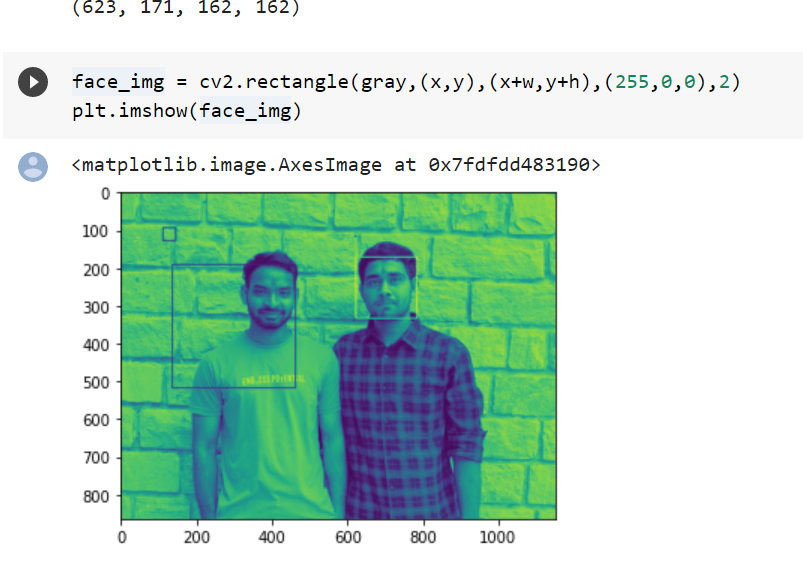 (623, 171, 162, 162)
face_img = cv2.rectangle(gray,(x,y),(x+w,y+h),(255,0,0),2)
plt.imshow(face_img)
<matplotlib.image.AxesImage at 0x7fdfdd483190>
0
100
200
300
400
500
600
700
800
0 200 400 600 800 1000